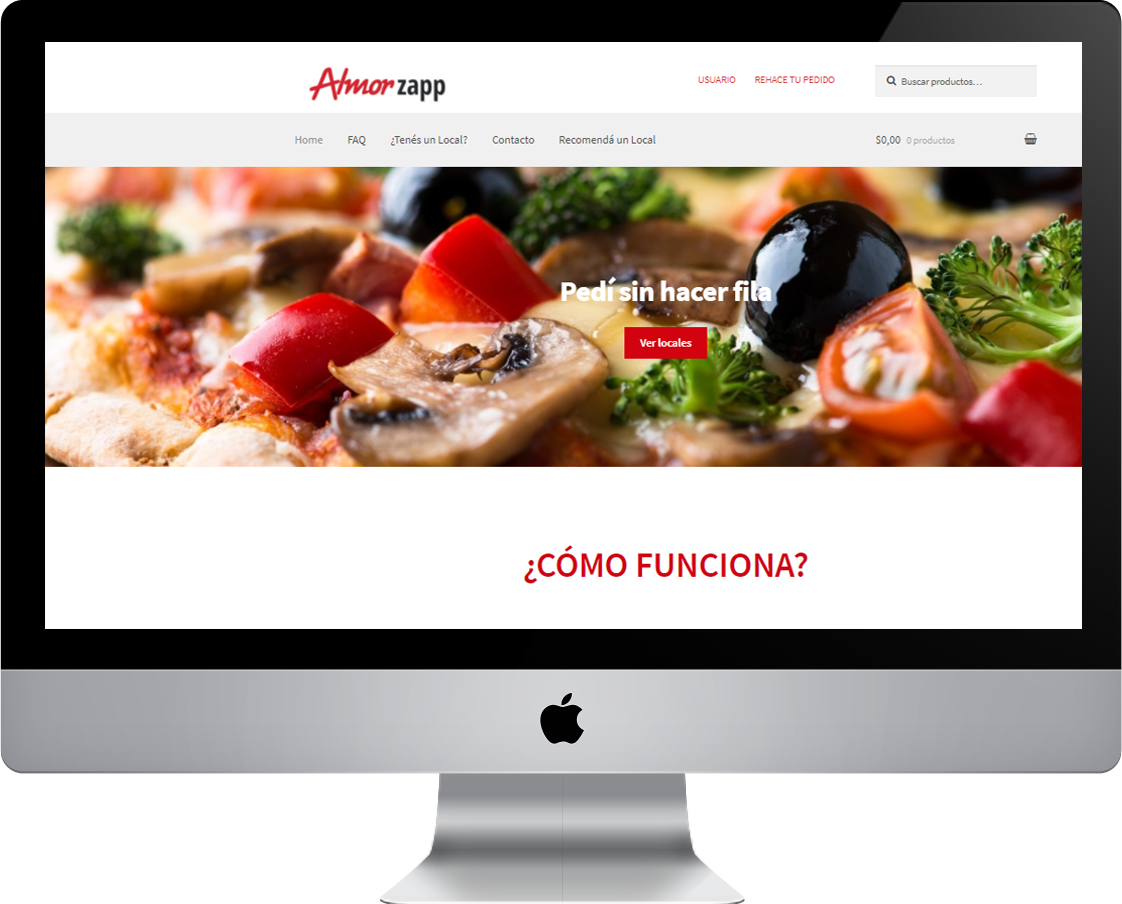 Almorzapp
USUARIO REHACE TU PEDIDO Buscar productos...
Home FAQ ¿Tenés un Local? Contacto Recomendá un Local $0,00 0 productos
Pedí sin hacer fila
Ver locales
¿CÓMO FUNCIONA?